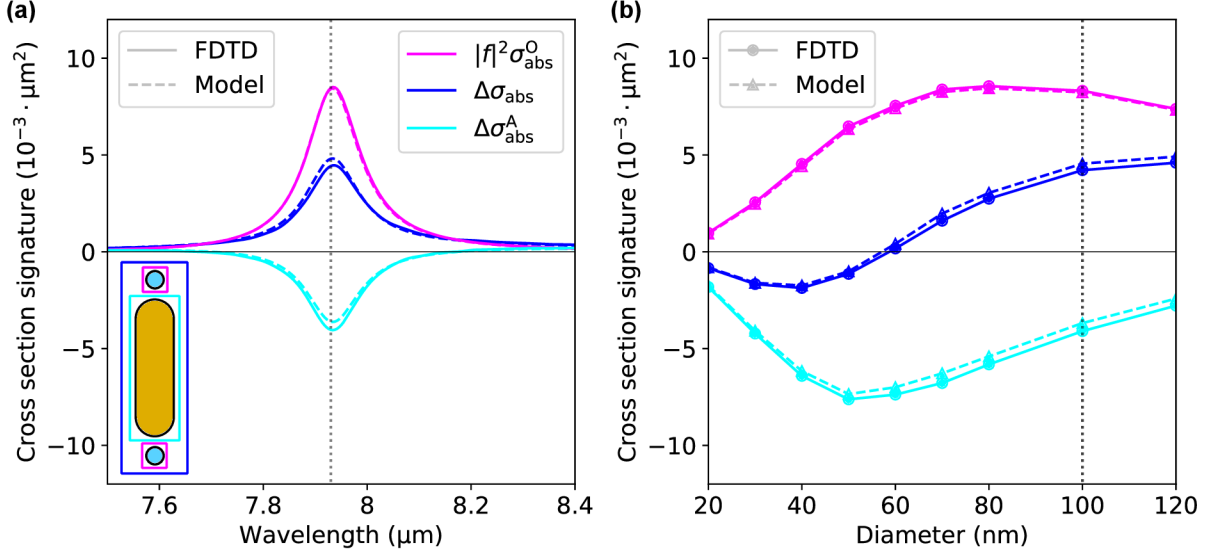 (a)
Cross section signature (10⁻³ · µm²)
10
5
0
−5
−10
FDTD
Model
|f|²σ^O_abs
Δσ_abs
Δσ^A_abs
7.6
7.8
8
8.2
8.4
Wavelength (µm)
(b)
Cross section signature (10⁻³ · µm²)
10
5
0
−5
−10
FDTD
Model
20
40
60
80
100
120
Diameter (nm)